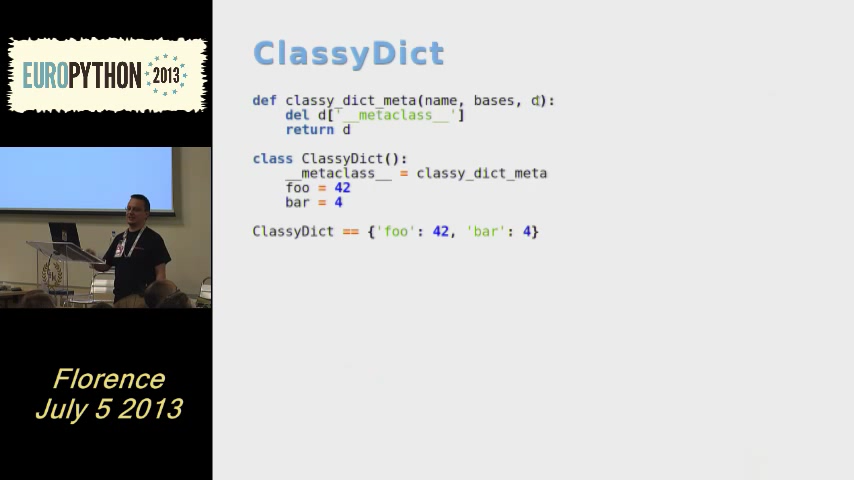 EUROPYTHON 2013
Florence
July 5 2013
ClassyDict
def classy_dict_meta(name, bases, d):
    del d['__metaclass__']
    return d
class ClassyDict():
    __metaclass__ = classy_dict_meta
    foo = 42
    bar = 4
ClassyDict == {'foo': 42, 'bar': 4}